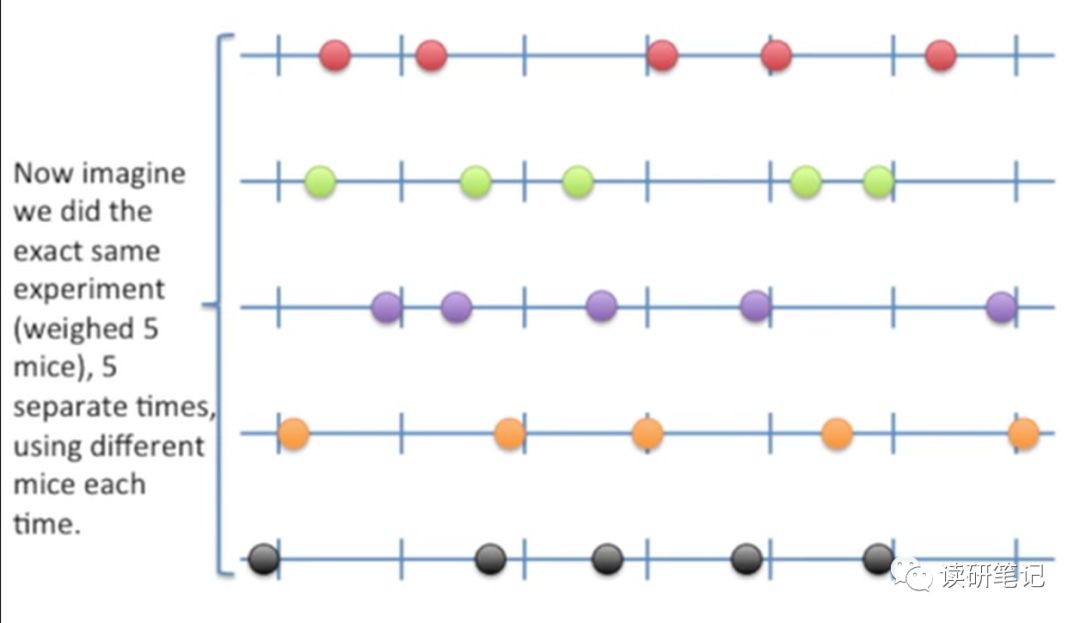 Now imagine
we did the
exact same
experiment
(weighed 5
mice), 5
separate times,
using different
mice each
time.
读研笔记